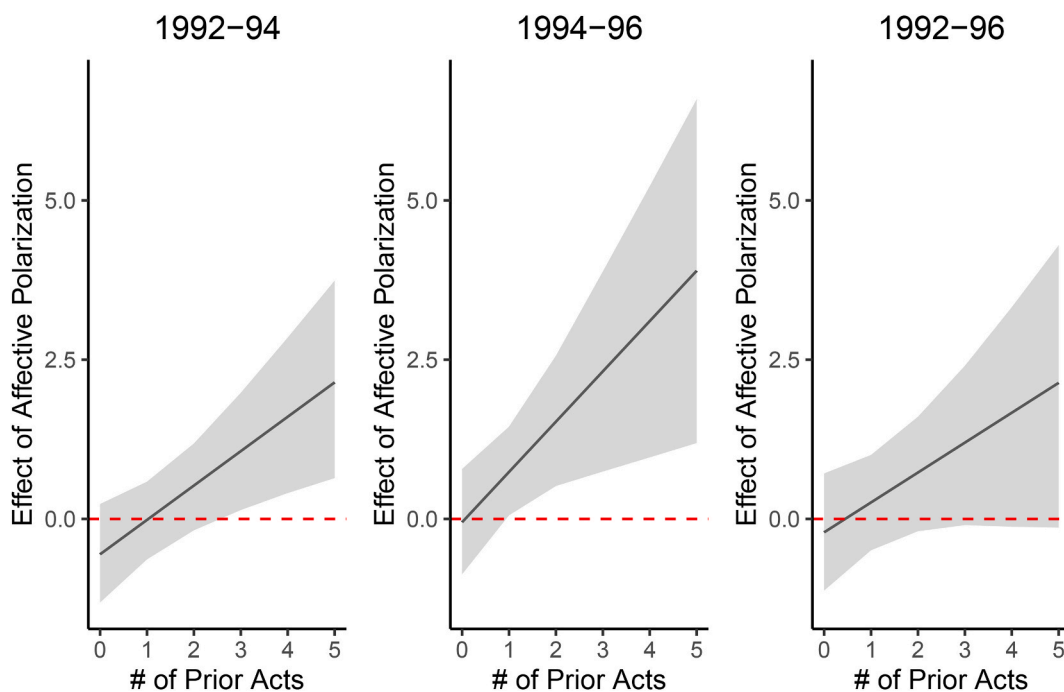 1992−94
Effect of Affective Polarization
5.0
2.5
0.0
0 1 2 3 4 5
# of Prior Acts
1994−96
Effect of Affective Polarization
5.0
2.5
0.0
0 1 2 3 4 5
# of Prior Acts
1992−96
Effect of Affective Polarization
5.0
2.5
0.0
0 1 2 3 4 5
# of Prior Acts